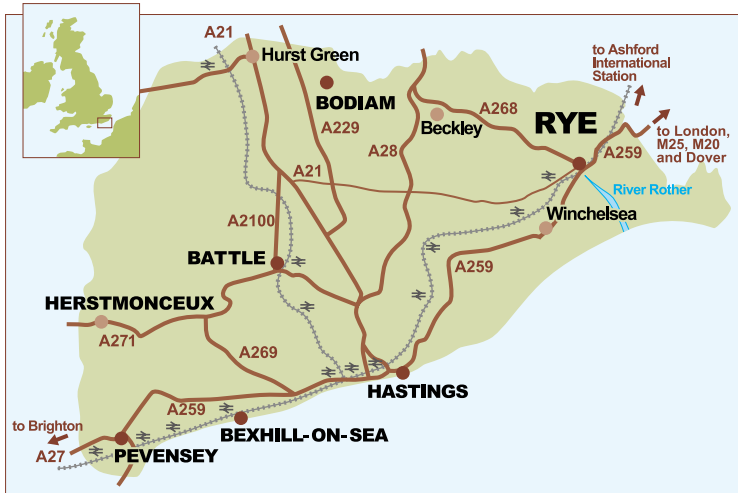 A21
Hurst Green
to Ashford
International
Station
BODIAM
A268
RYE
Beckley
A229
to London,
M25, M20
and Dover
A259
A28
A21
River Rother
A2100
Winchelsea
BATTLE
A259
HERSTMONCEUX
A271
A269
HASTINGS
A259
to Brighton
BEXHILL-ON-SEA
A27
PEVENSEY